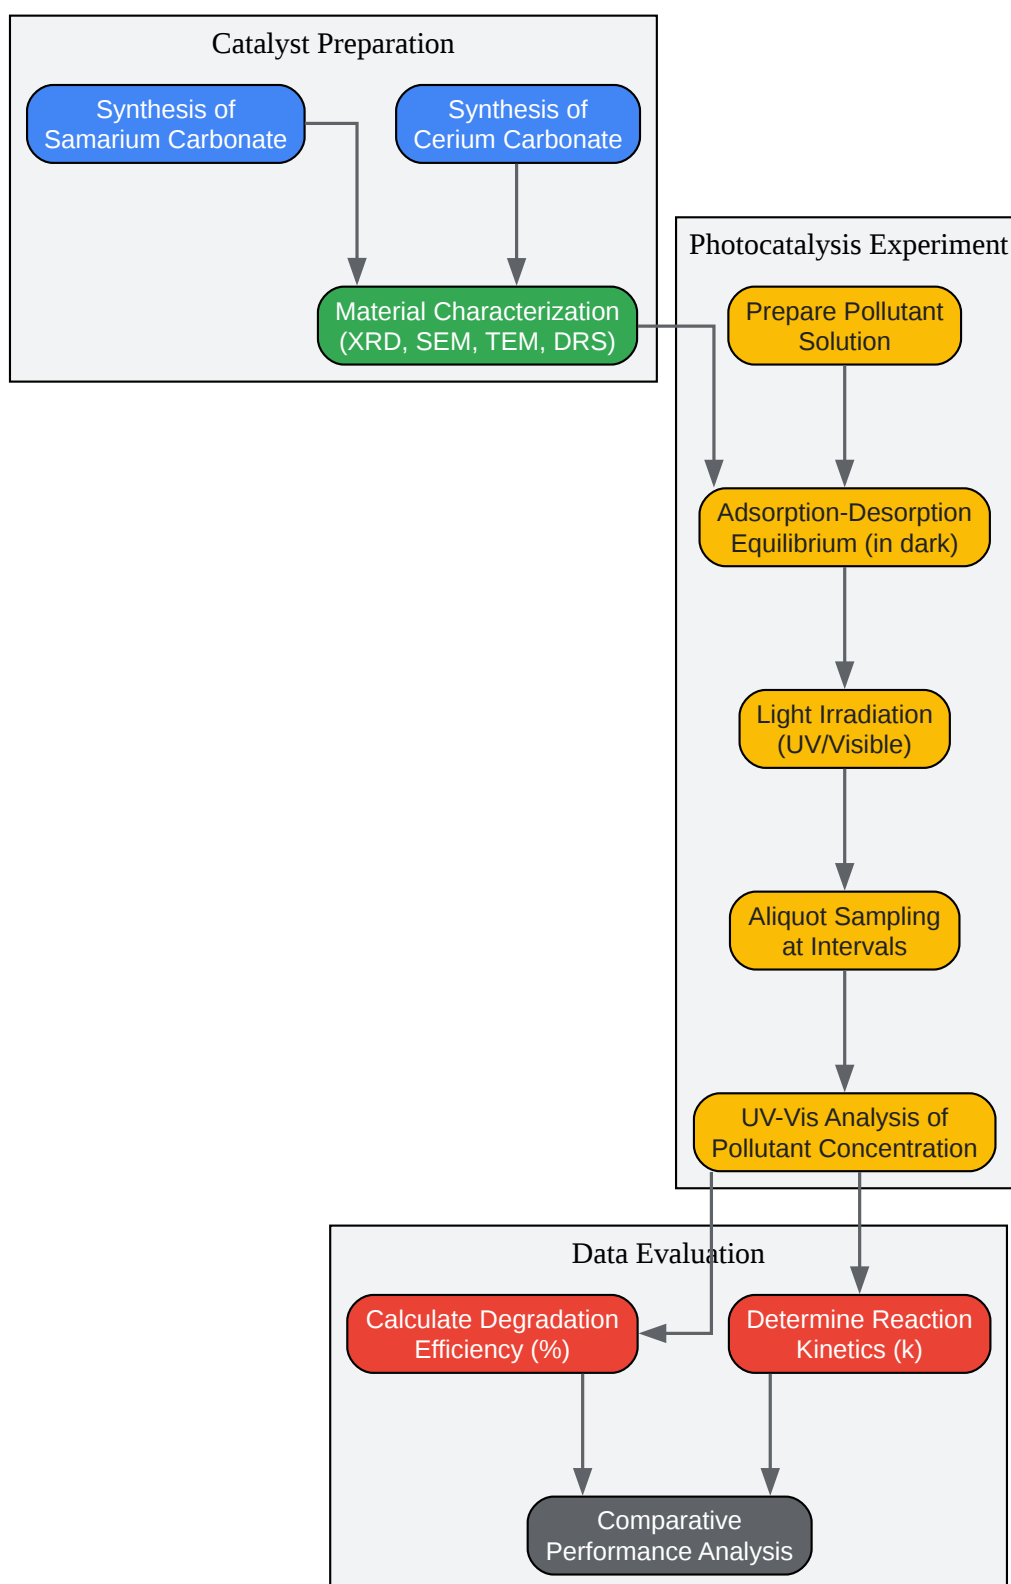 Catalyst Preparation
Synthesis of
Samarium Carbonate
Synthesis of
Cerium Carbonate
Material Characterization
(XRD, SEM, TEM, DRS)
Photocatalysis Experiment
Prepare Pollutant
Solution
Adsorption-Desorption
Equilibrium (in dark)
Light Irradiation
(UV/Visible)
Aliquot Sampling
at Intervals
UV-Vis Analysis of
Pollutant Concentration
Data Evaluation
Calculate Degradation
Efficiency (%)
Determine Reaction
Kinetics (k)
Comparative
Performance Analysis